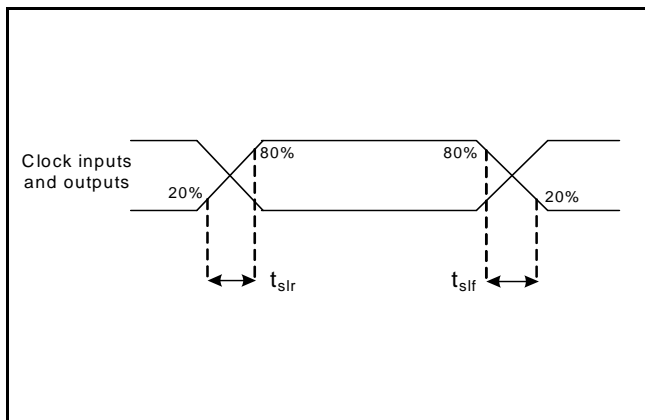 Clock inputs
and outputs
20%
80%
80%
20%
tslr
tslf